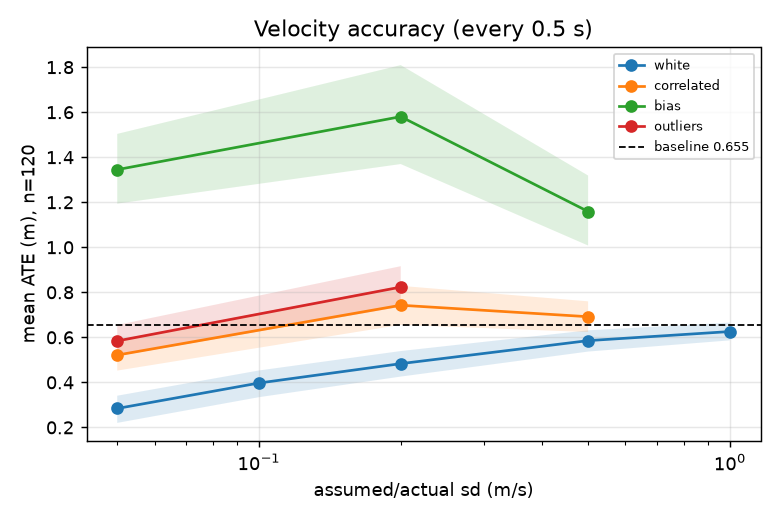 Velocity accuracy (every 0.5 s)
white
correlated
bias
outliers
baseline 0.655
mean ATE (m), n=120
1.8
1.6
1.4
1.2
1.0
0.8
0.6
0.4
0.2
10⁻¹
10⁰
assumed/actual sd (m/s)